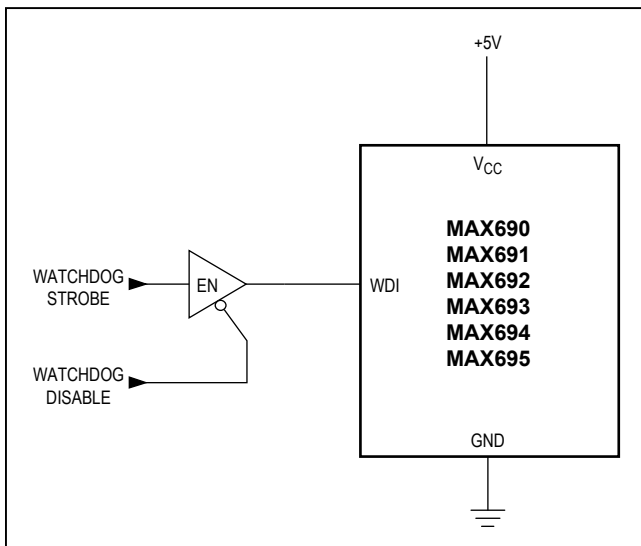 +5V
VCC
MAX690
MAX691
MAX692
MAX693
MAX694
MAX695
WATCHDOG
STROBE
EN
WDI
WATCHDOG
DISABLE
GND